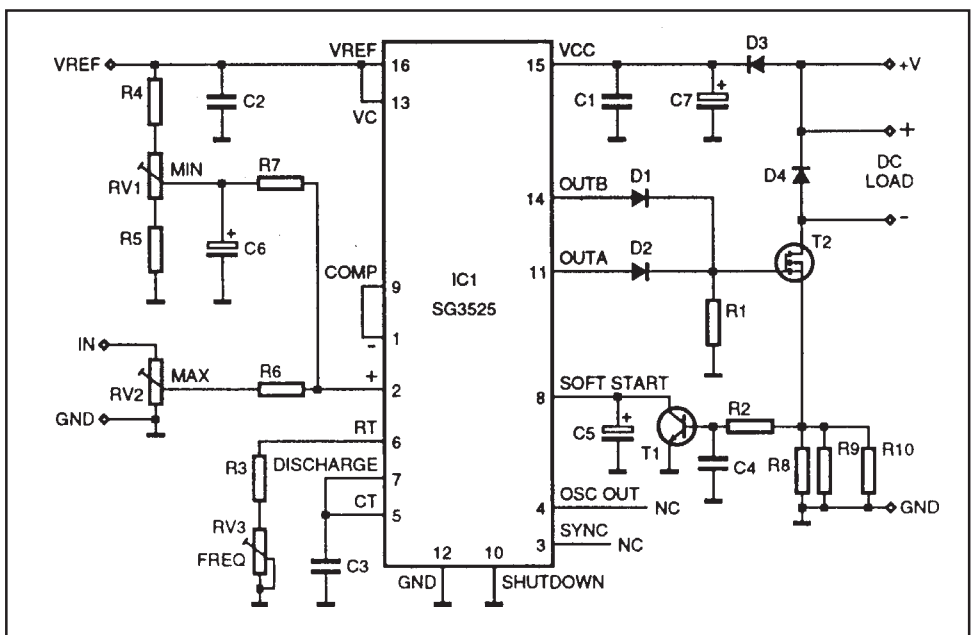 VREF
R4
C2
VREF
16
13
VC
MIN
RV1
R7
R5
+
C6
COMP
9
1
-
IC1
SG3525
IN
MAX
RV2
GND
R6
+
2
RT
6
R3
DISCHARGE
7
CT
5
RV3
FREQ
C3
12
GND
10
SHUTDOWN
VCC
15
C1
C7
+
D3
+V
+
DC
LOAD
-
D4
OUTB
14
D1
OUTA
11
D2
T2
R1
SOFT START
8
C5
+
T1
R2
C4
R8
R9
R10
OSC OUT
4
NC
SYNC
3
NC
GND